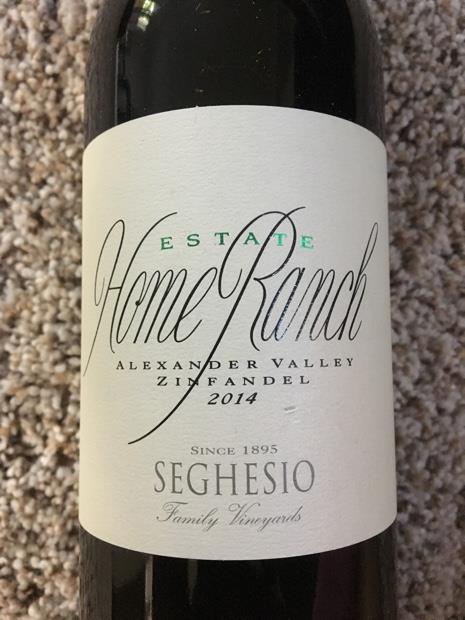 ESTATE
Home Ranch
ALEXANDER VALLEY
ZINFANDEL
2014
SINCE 1895
SEGHESIO
Family Vineyards